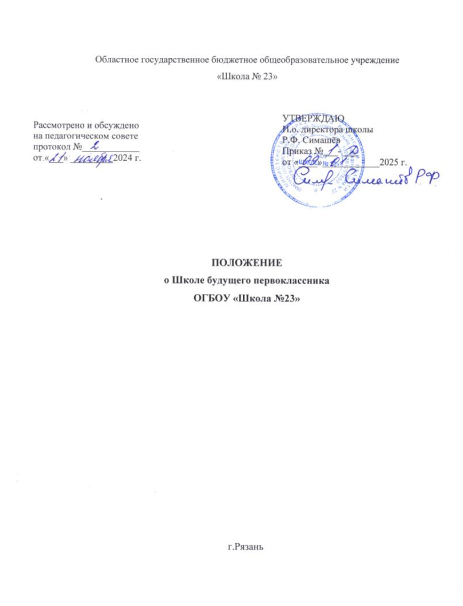 Областное государственное бюджетное общеобразовательное учреждение
«Школа № 23»
Рассмотрено и обсуждено
на педагогическом совете
протокол № 2
от «21» ноября 2024 г.
УТВЕРЖДАЮ
И.о. директора школы
Р.Ф. Симашев
Приказ № 1-Д
от «09» 01 2025 г.
Симашев Р.Ф
ПОЛОЖЕНИЕ
о Школе будущего первоклассника
ОГБОУ «Школа №23»
г.Рязань